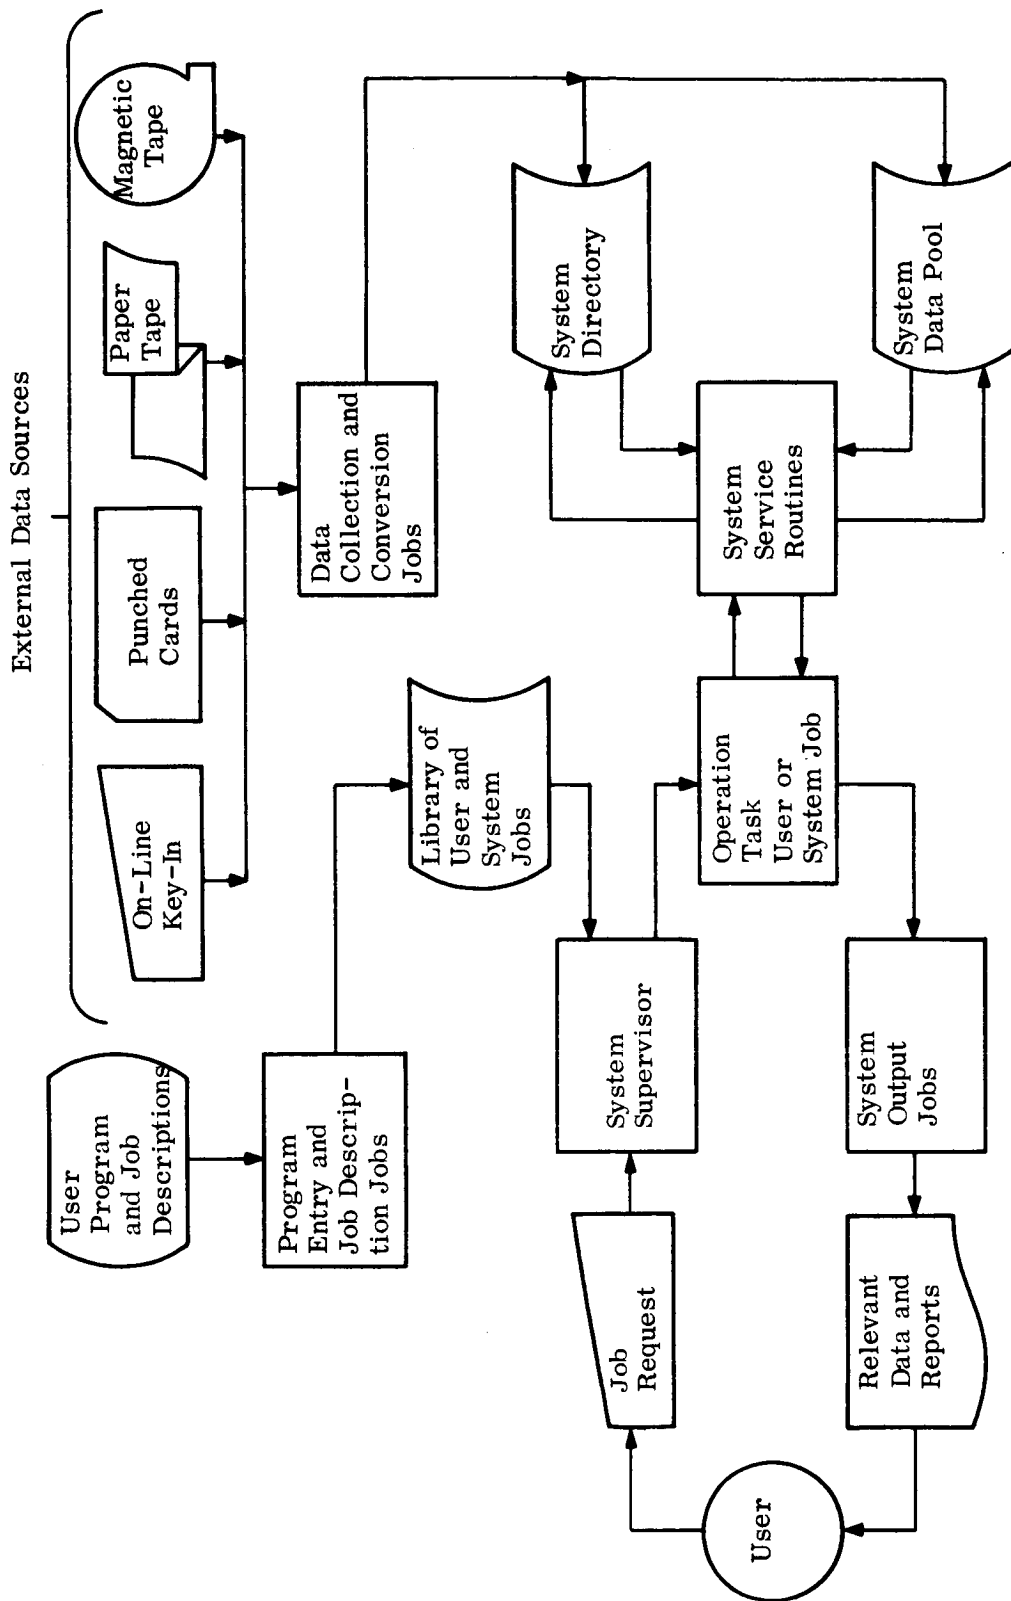 External Data Sources
On-Line
Key-In
Punched
Cards
Paper
Tape
Magnetic
Tape
User
Program
and Job
Descriptions
Program
Entry and
Job Descrip-
tion Jobs
Data
Collection and
Conversion
Jobs
Library of
User and
System
Jobs
System
Directory
Job
Request
System
Supervisor
Operation
Task
User or
System Job
System
Service
Routines
System
Data Pool
User
Relevant
Data and
Reports
System
Output
Jobs